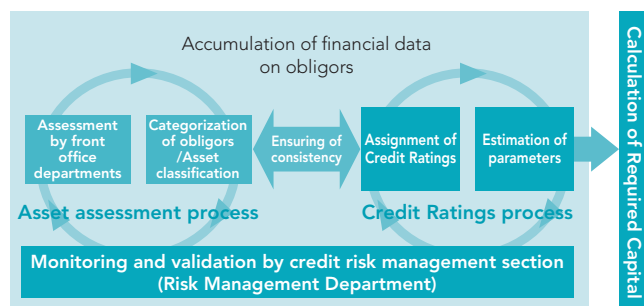 Accumulation of financial data
on obligors
Assessment
by front
office
departments
Categorization
of obligors
/Asset
classification
Ensuring of
consistency
Assignment of
Credit Ratings
Estimation of
parameters
Asset assessment process
Credit Ratings process
Monitoring and validation by credit risk management section
(Risk Management Department)
Calculation of Required Capital